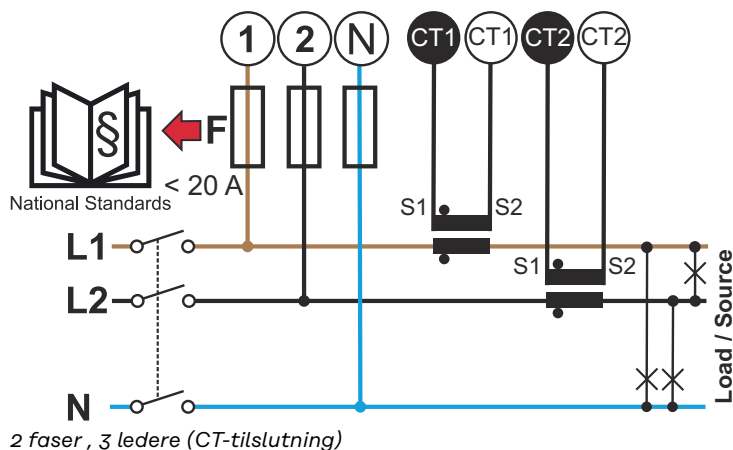 1 2 N CT1 CT1 CT2 CT2
§
F
National Standards
< 20 A
S1 S2
L1
S1 S2
L2
N
Load / Source
2 faser , 3 ledere (CT-tilslutning)